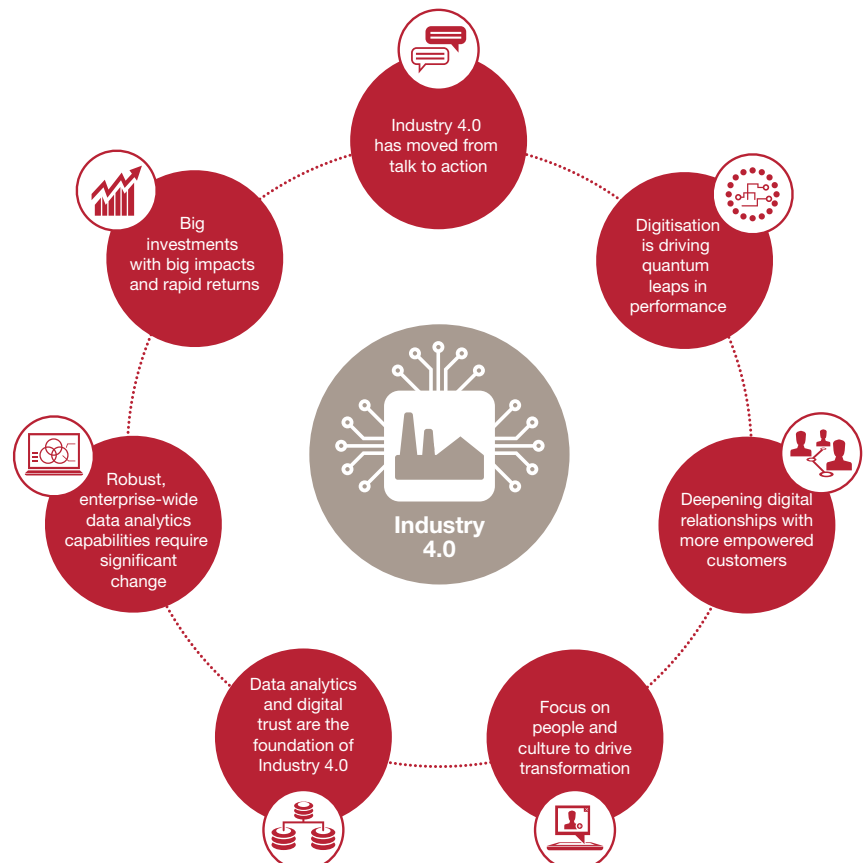 Industry 4.0
has moved from
talk to action
Digitisation
is driving
quantum
leaps in
performance
Deepening digital
relationships with
more empowered
customers
Focus on
people and
culture to drive
transformation
Data analytics
and digital
trust are the
foundation of
Industry 4.0
Robust,
enterprise-wide
data analytics
capabilities require
significant
change
Big
investments
with big impacts
and rapid returns
Industry
4.0